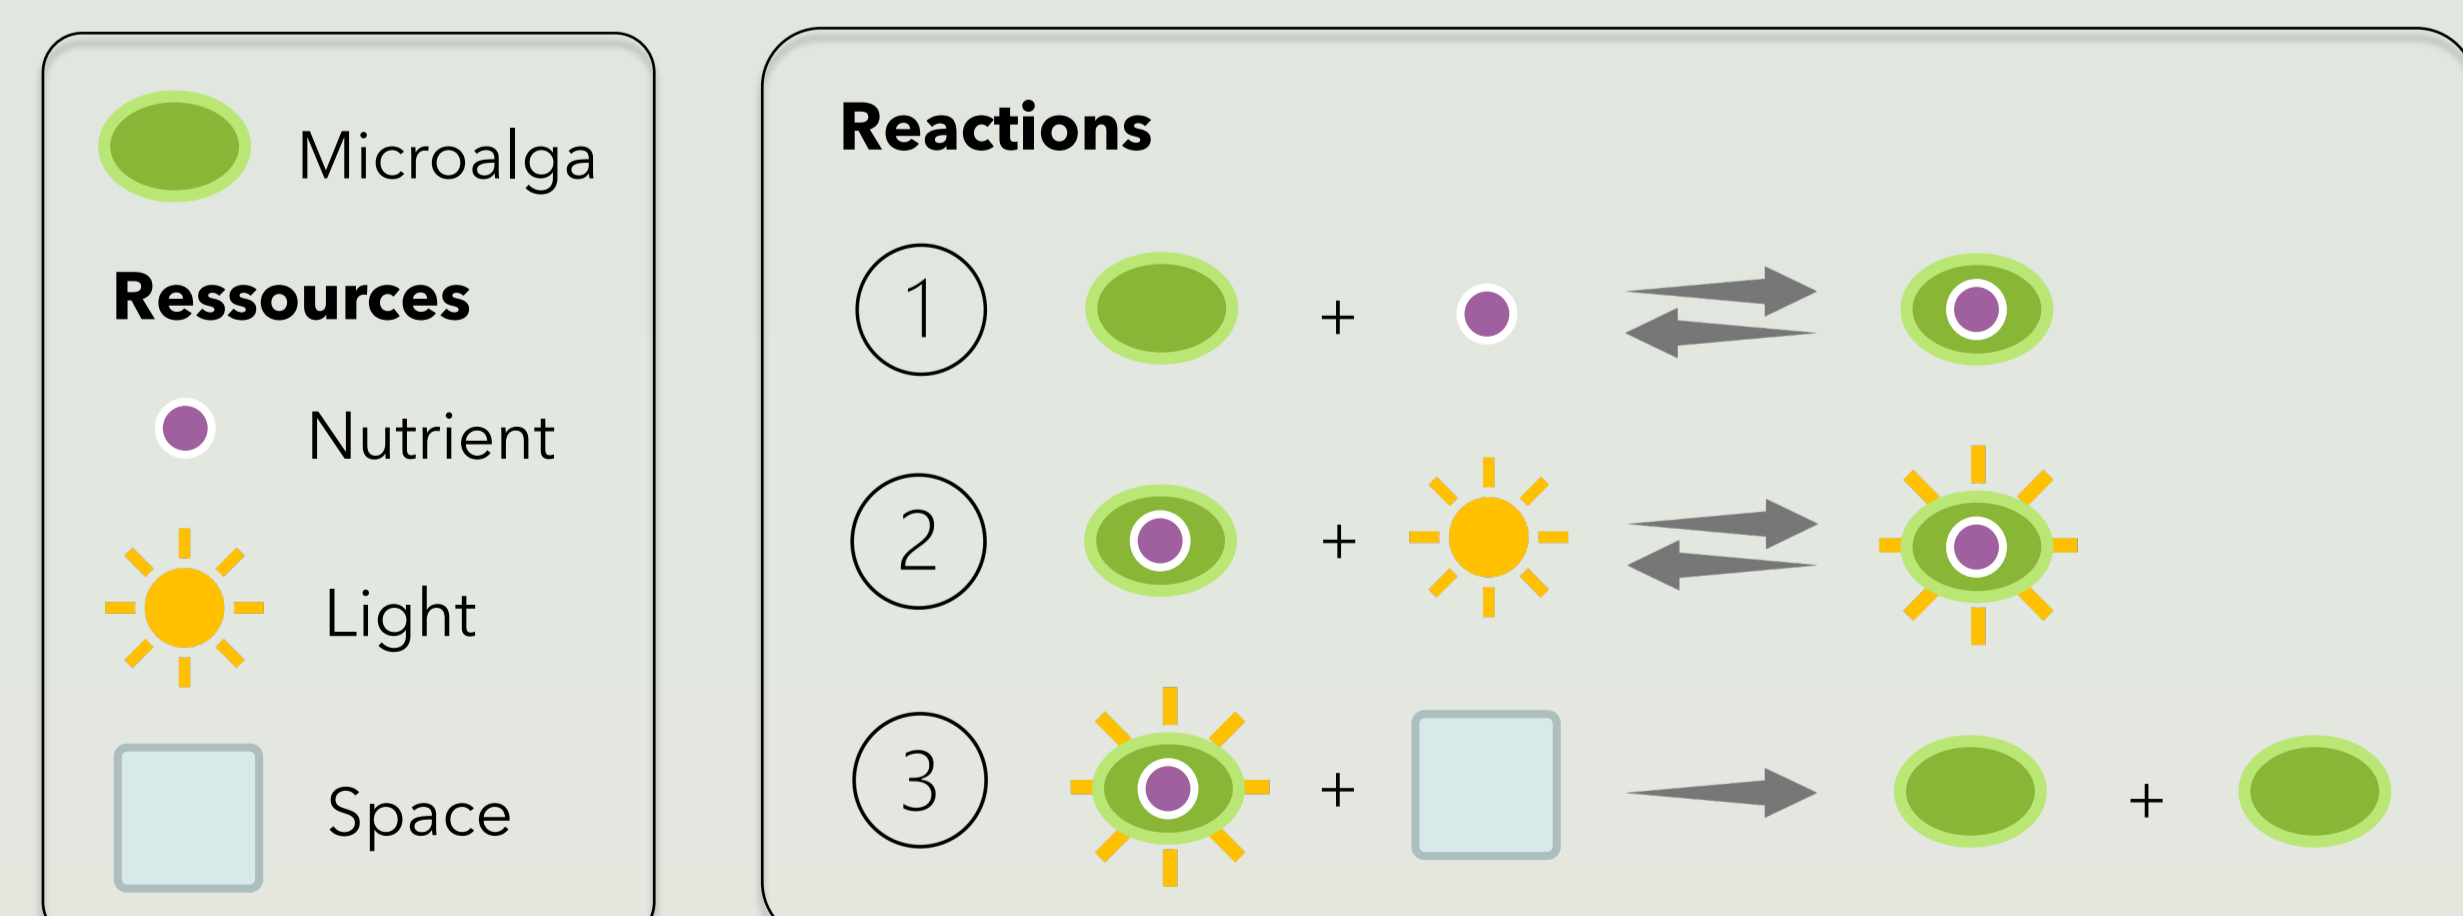 Microalga
Ressources
Nutrient
Light
Space
Reactions
1
+
2
+
3
+
+